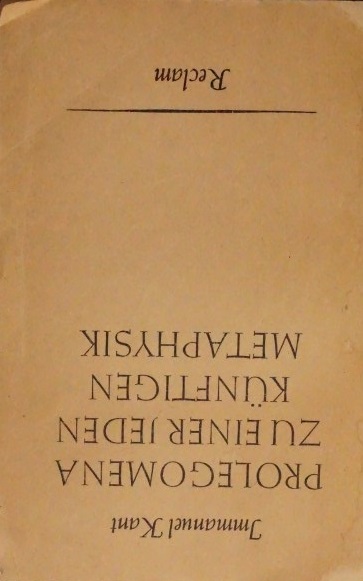 Immanuel Kant
PROLEGOMENA
ZU EINER JEDEN
KÜNFTIGEN
METAPHYSIK
Reclam